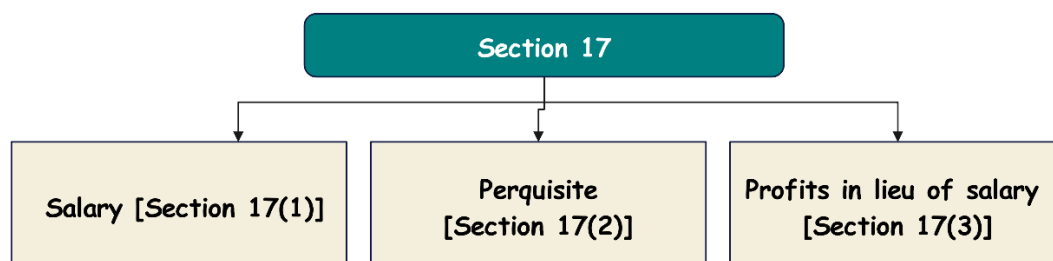 Section 17
Salary [Section 17(1)]
Perquisite
[Section 17(2)]
Profits in lieu of salary
[Section 17(3)]